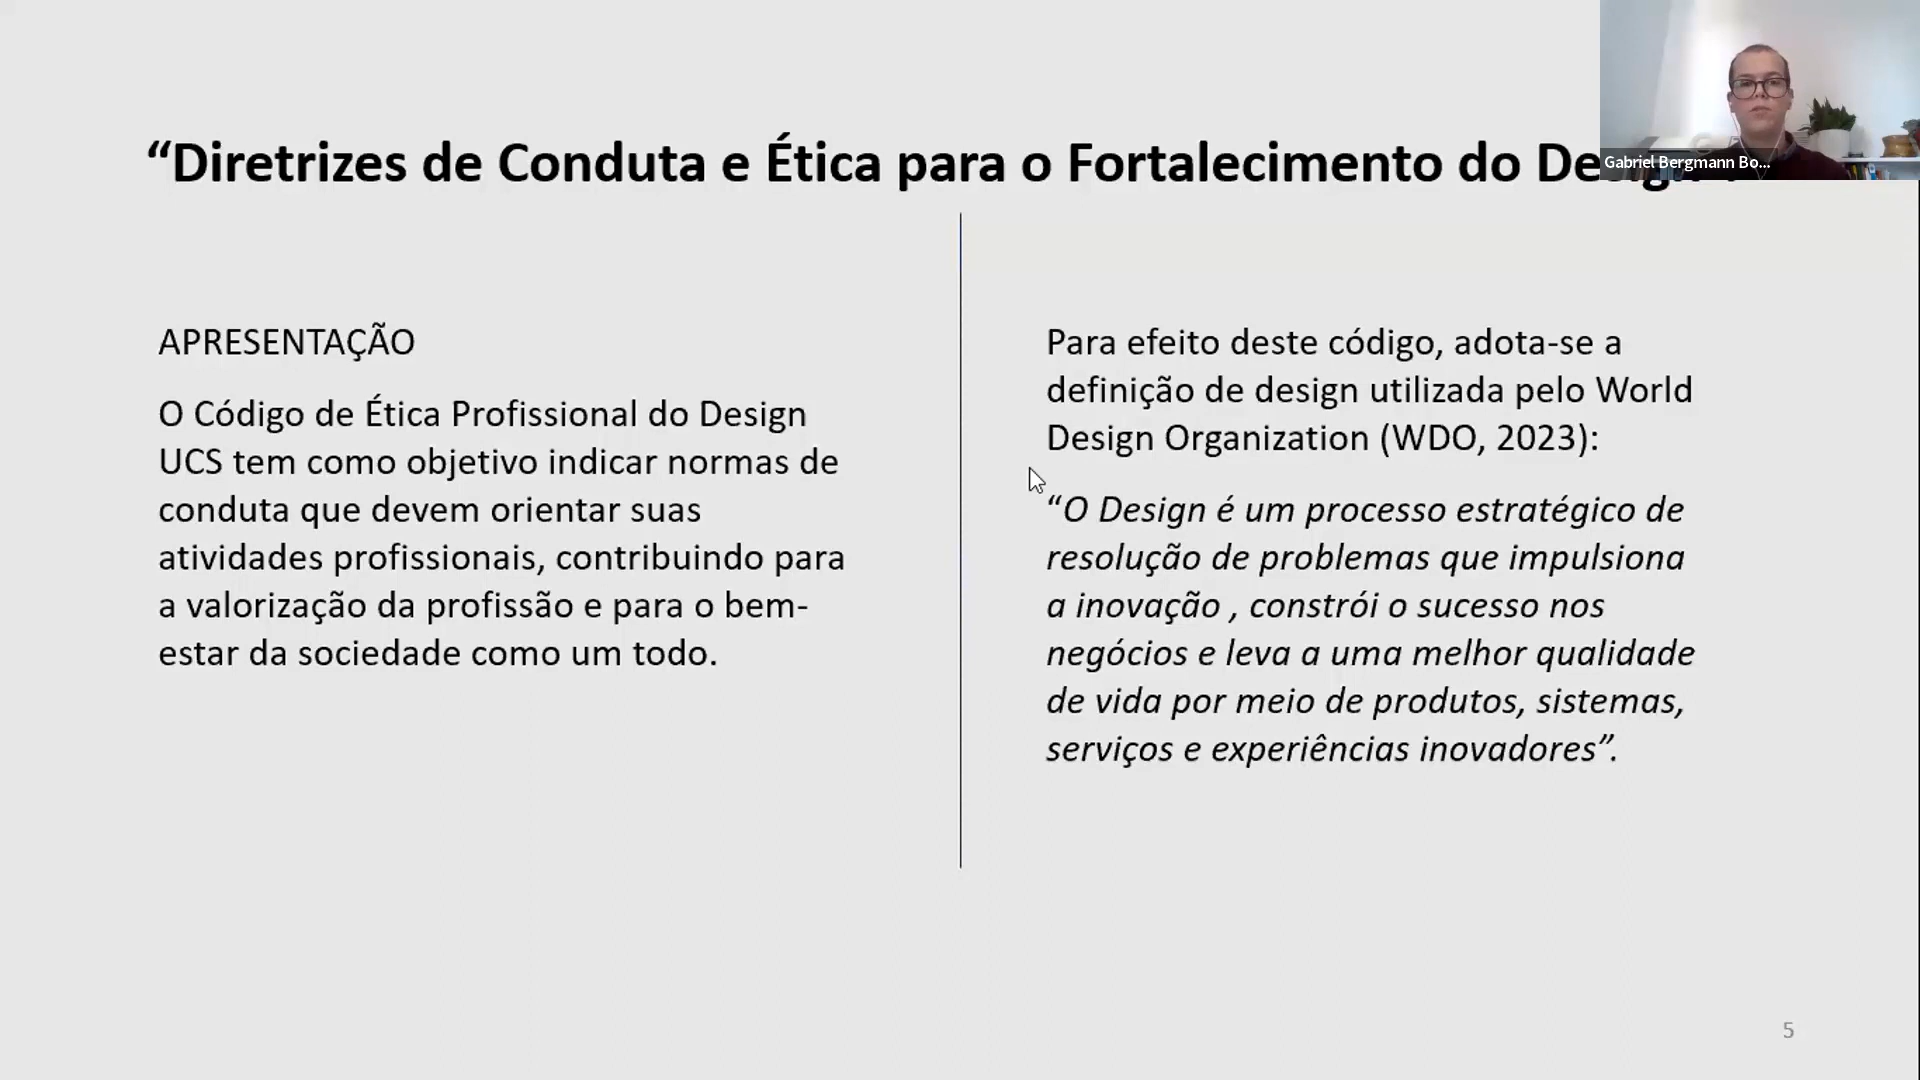 “Diretrizes de Conduta e Ética para o Fortalecimento do Design”.
Gabriel Bergmann Bo...
APRESENTAÇÃO
O Código de Ética Profissional do Design
UCS tem como objetivo indicar normas de
conduta que devem orientar suas
atividades profissionais, contribuindo para
a valorização da profissão e para o bem-
estar da sociedade como um todo.
Para efeito deste código, adota-se a
definição de design utilizada pelo World
Design Organization (WDO, 2023):
“O Design é um processo estratégico de
resolução de problemas que impulsiona
a inovação , constrói o sucesso nos
negócios e leva a uma melhor qualidade
de vida por meio de produtos, sistemas,
serviços e experiências inovadores”.
5